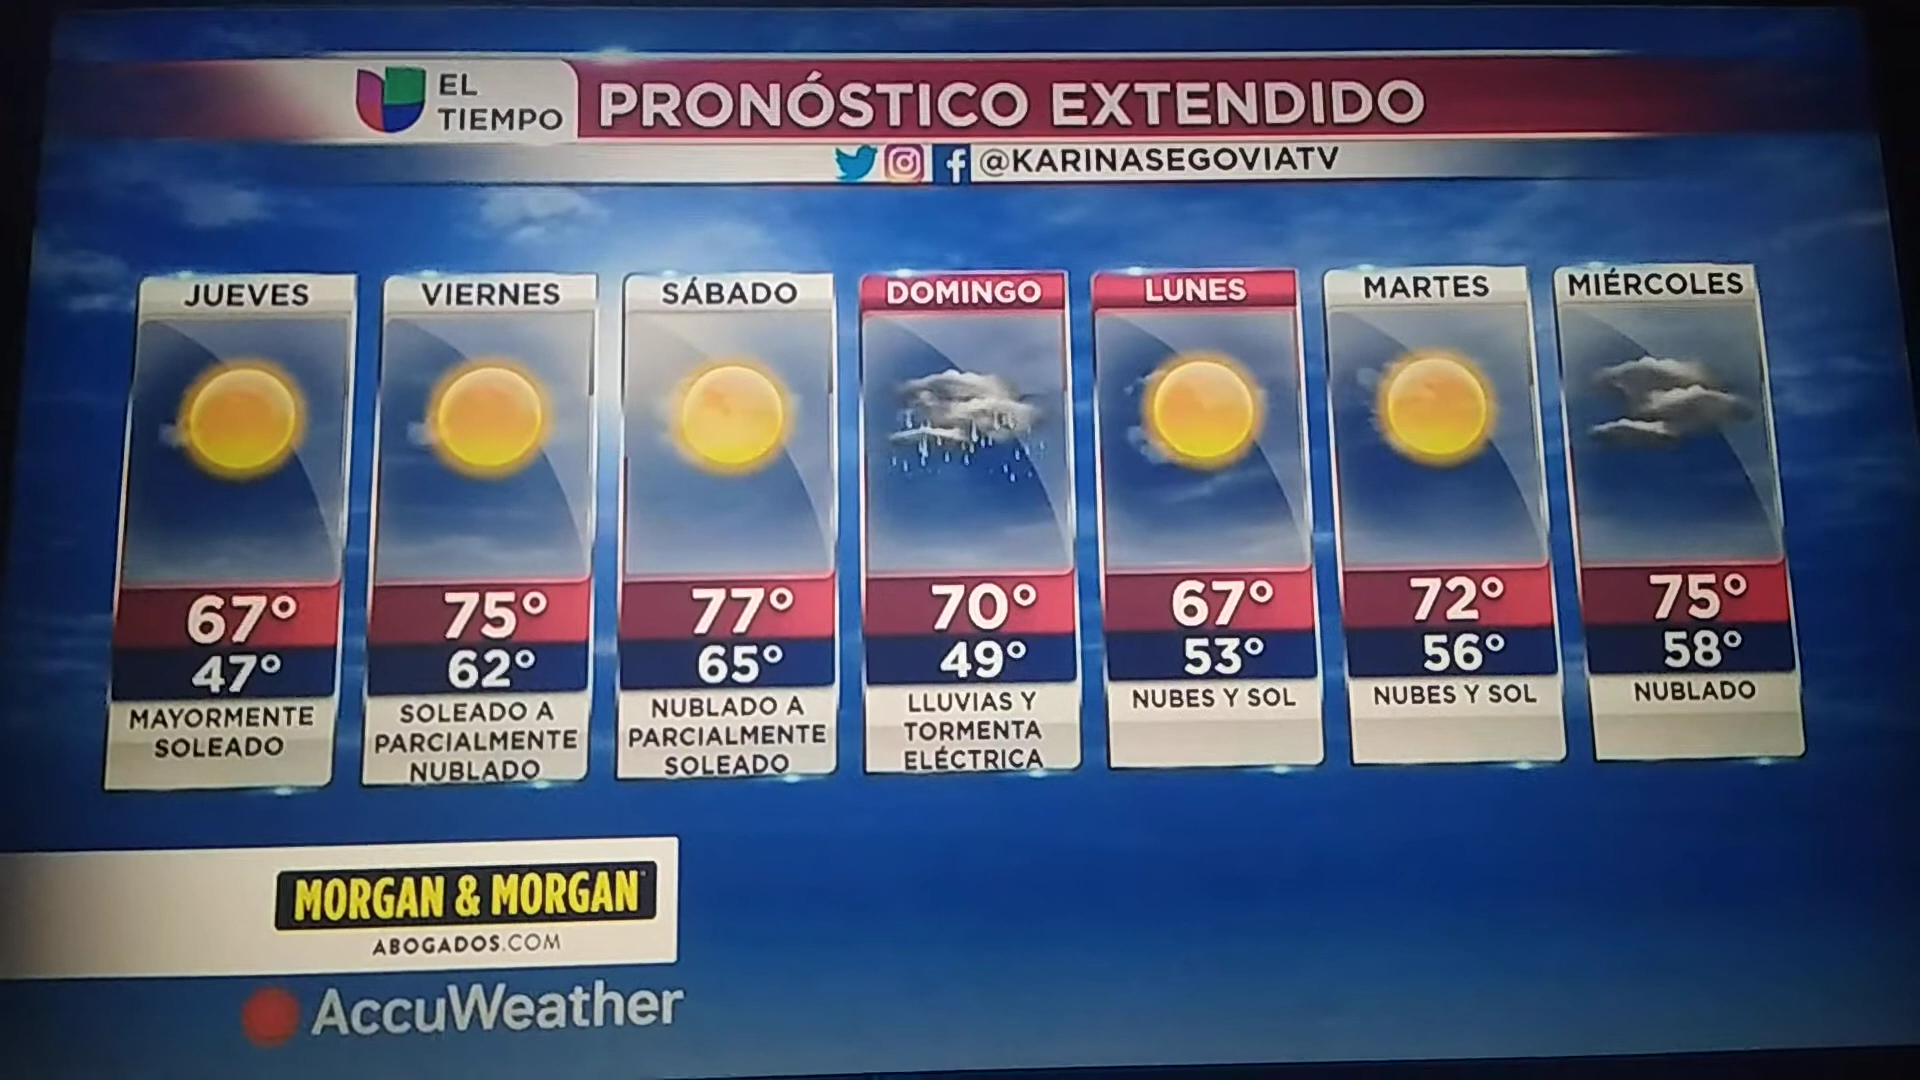 EL
TIEMPO
PRONÓSTICO EXTENDIDO
@KARINASEGOVIATV
JUEVES
67°
47°
MAYORMENTE
SOLEADO
VIERNES
75°
62°
SOLEADO A
PARCIALMENTE
NUBLADO
SÁBADO
77°
65°
NUBLADO A
PARCIALMENTE
SOLEADO
DOMINGO
70°
49°
LLUVIAS Y
TORMENTA
ELÉCTRICA
LUNES
67°
53°
NUBES Y SOL
MARTES
72°
56°
NUBES Y SOL
MIÉRCOLES
75°
58°
NUBLADO
MORGAN & MORGAN
ABOGADOS.COM
AccuWeather